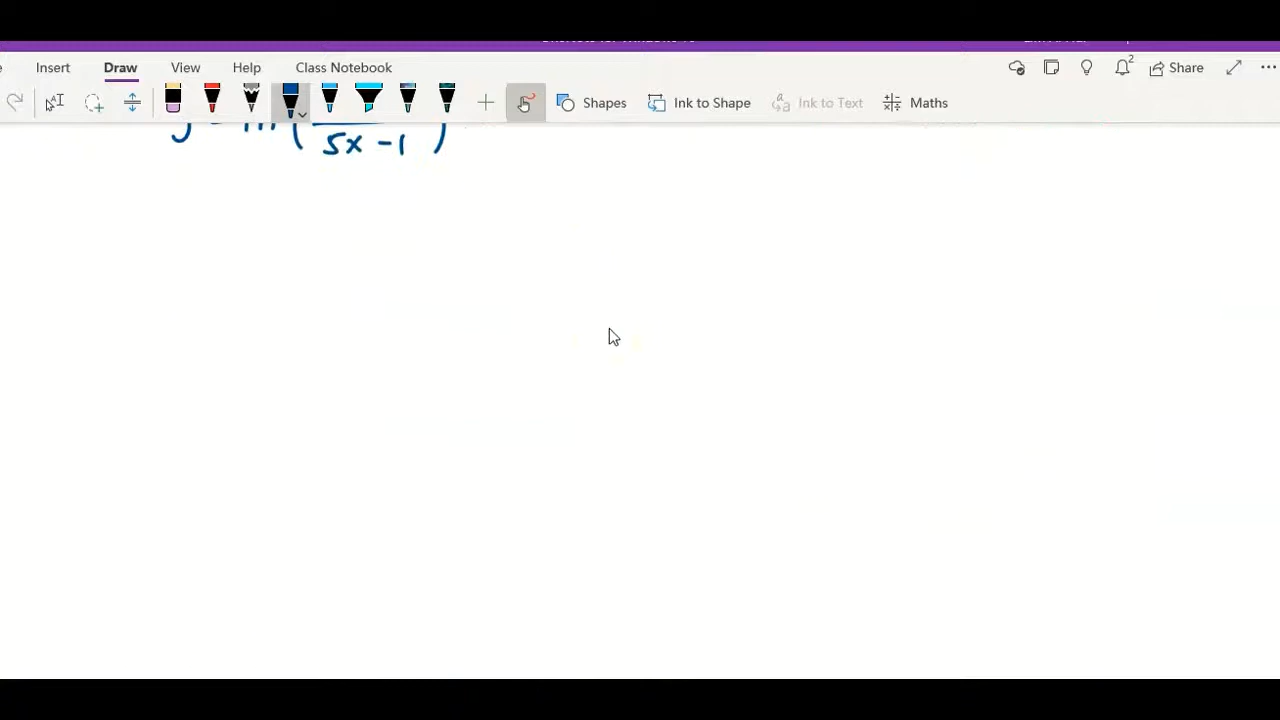 Insert Draw View Help Class Notebook Share
Shapes Ink to Shape Ink to Text Maths
5x - 1 )